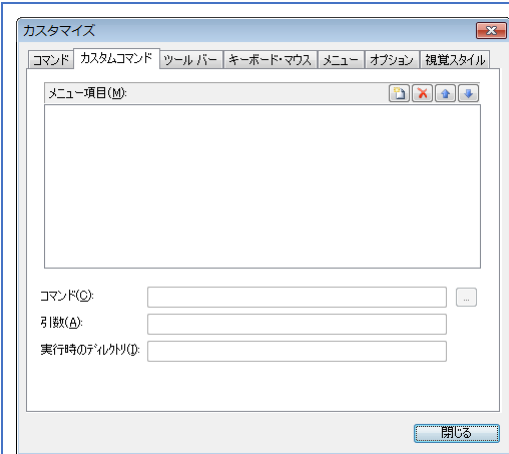 カスタマイズ
コマンド カスタムコマンド ツール バー キーボード・マウス メニュー オプション 視覚スタイル
メニュー項目(M):
コマンド(C):
...
引数(A):
実行時のディレクトリ(I):
閉じる